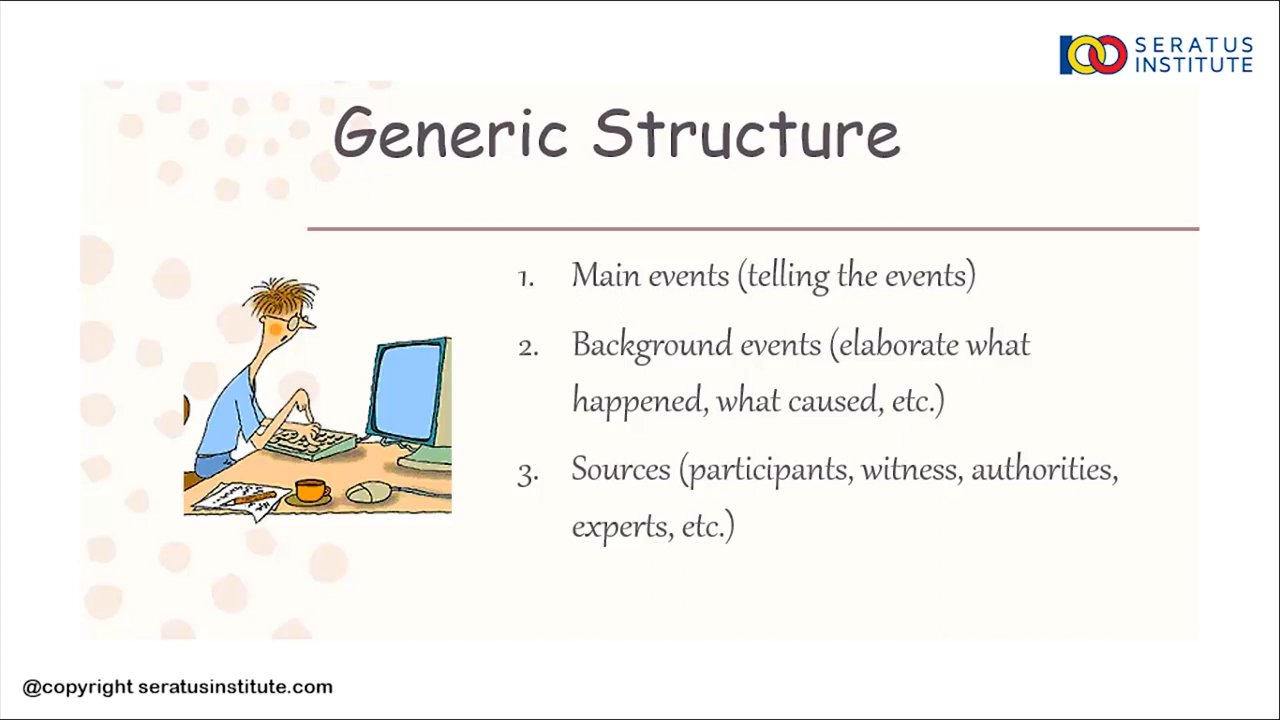 SERATUS
INSTITUTE
Generic Structure
1. Main events (telling the events)
2. Background events (elaborate what
happened, what caused, etc.)
3. Sources (participants, witness, authorities,
experts, etc.)
@copyright seratusinstitute.com